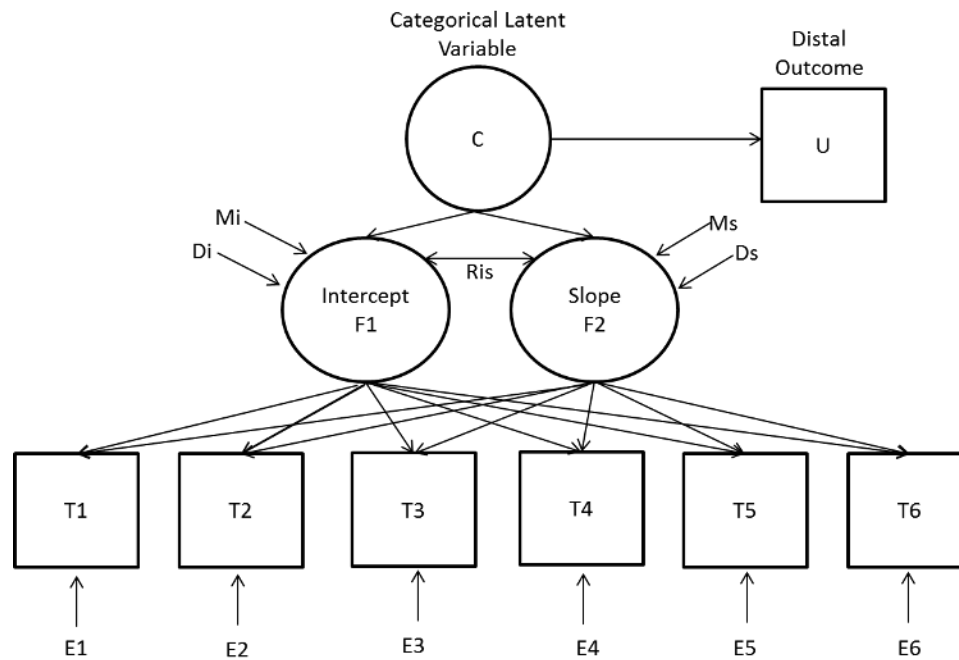 Categorical Latent
Variable
Distal
Outcome
C
U
Mi
Di
Ms
Ds
Ris
Intercept
F1
Slope
F2
T1
T2
T3
T4
T5
T6
E1
E2
E3
E4
E5
E6